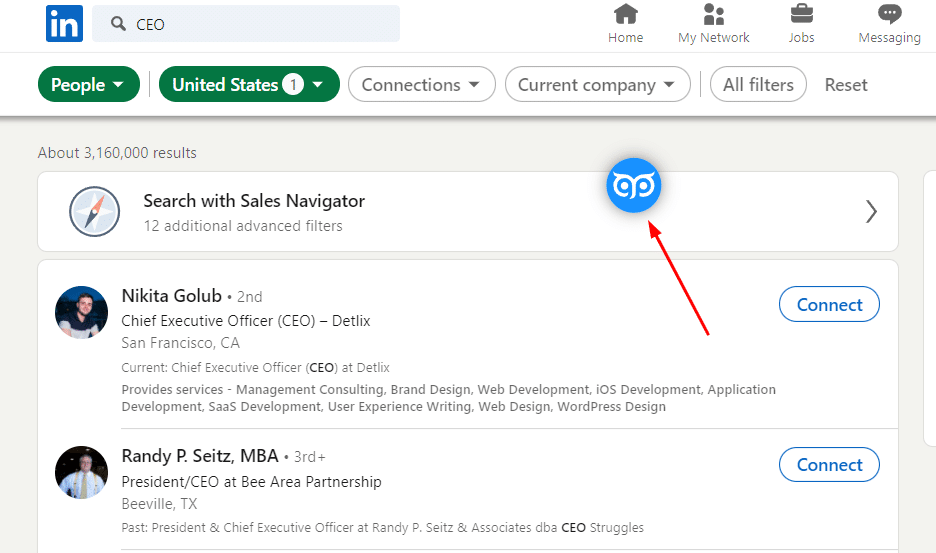 in
CEO
Home
My Network
Jobs
Messaging
People
United States 1
Connections
Current company
All filters
Reset
About 3,160,000 results
Search with Sales Navigator
12 additional advanced filters
Nikita Golub • 2nd
Connect
Chief Executive Officer (CEO) – Detlix
San Francisco, CA
Current: Chief Executive Officer (CEO) at Detlix
Provides services - Management Consulting, Brand Design, Web Development, iOS Development, Application
Development, SaaS Development, User Experience Writing, Web Design, WordPress Design
Randy P. Seitz, MBA • 3rd+
Connect
President/CEO at Bee Area Partnership
Beeville, TX
Past: President & Chief Executive Officer at Randy P. Seitz & Associates dba CEO Struggles